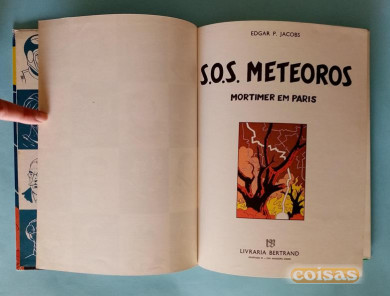 EDGAR P. JACOBS
S.O.S. METEOROS
MORTIMER EM PARIS
LIVRARIA BERTRAND
coisas